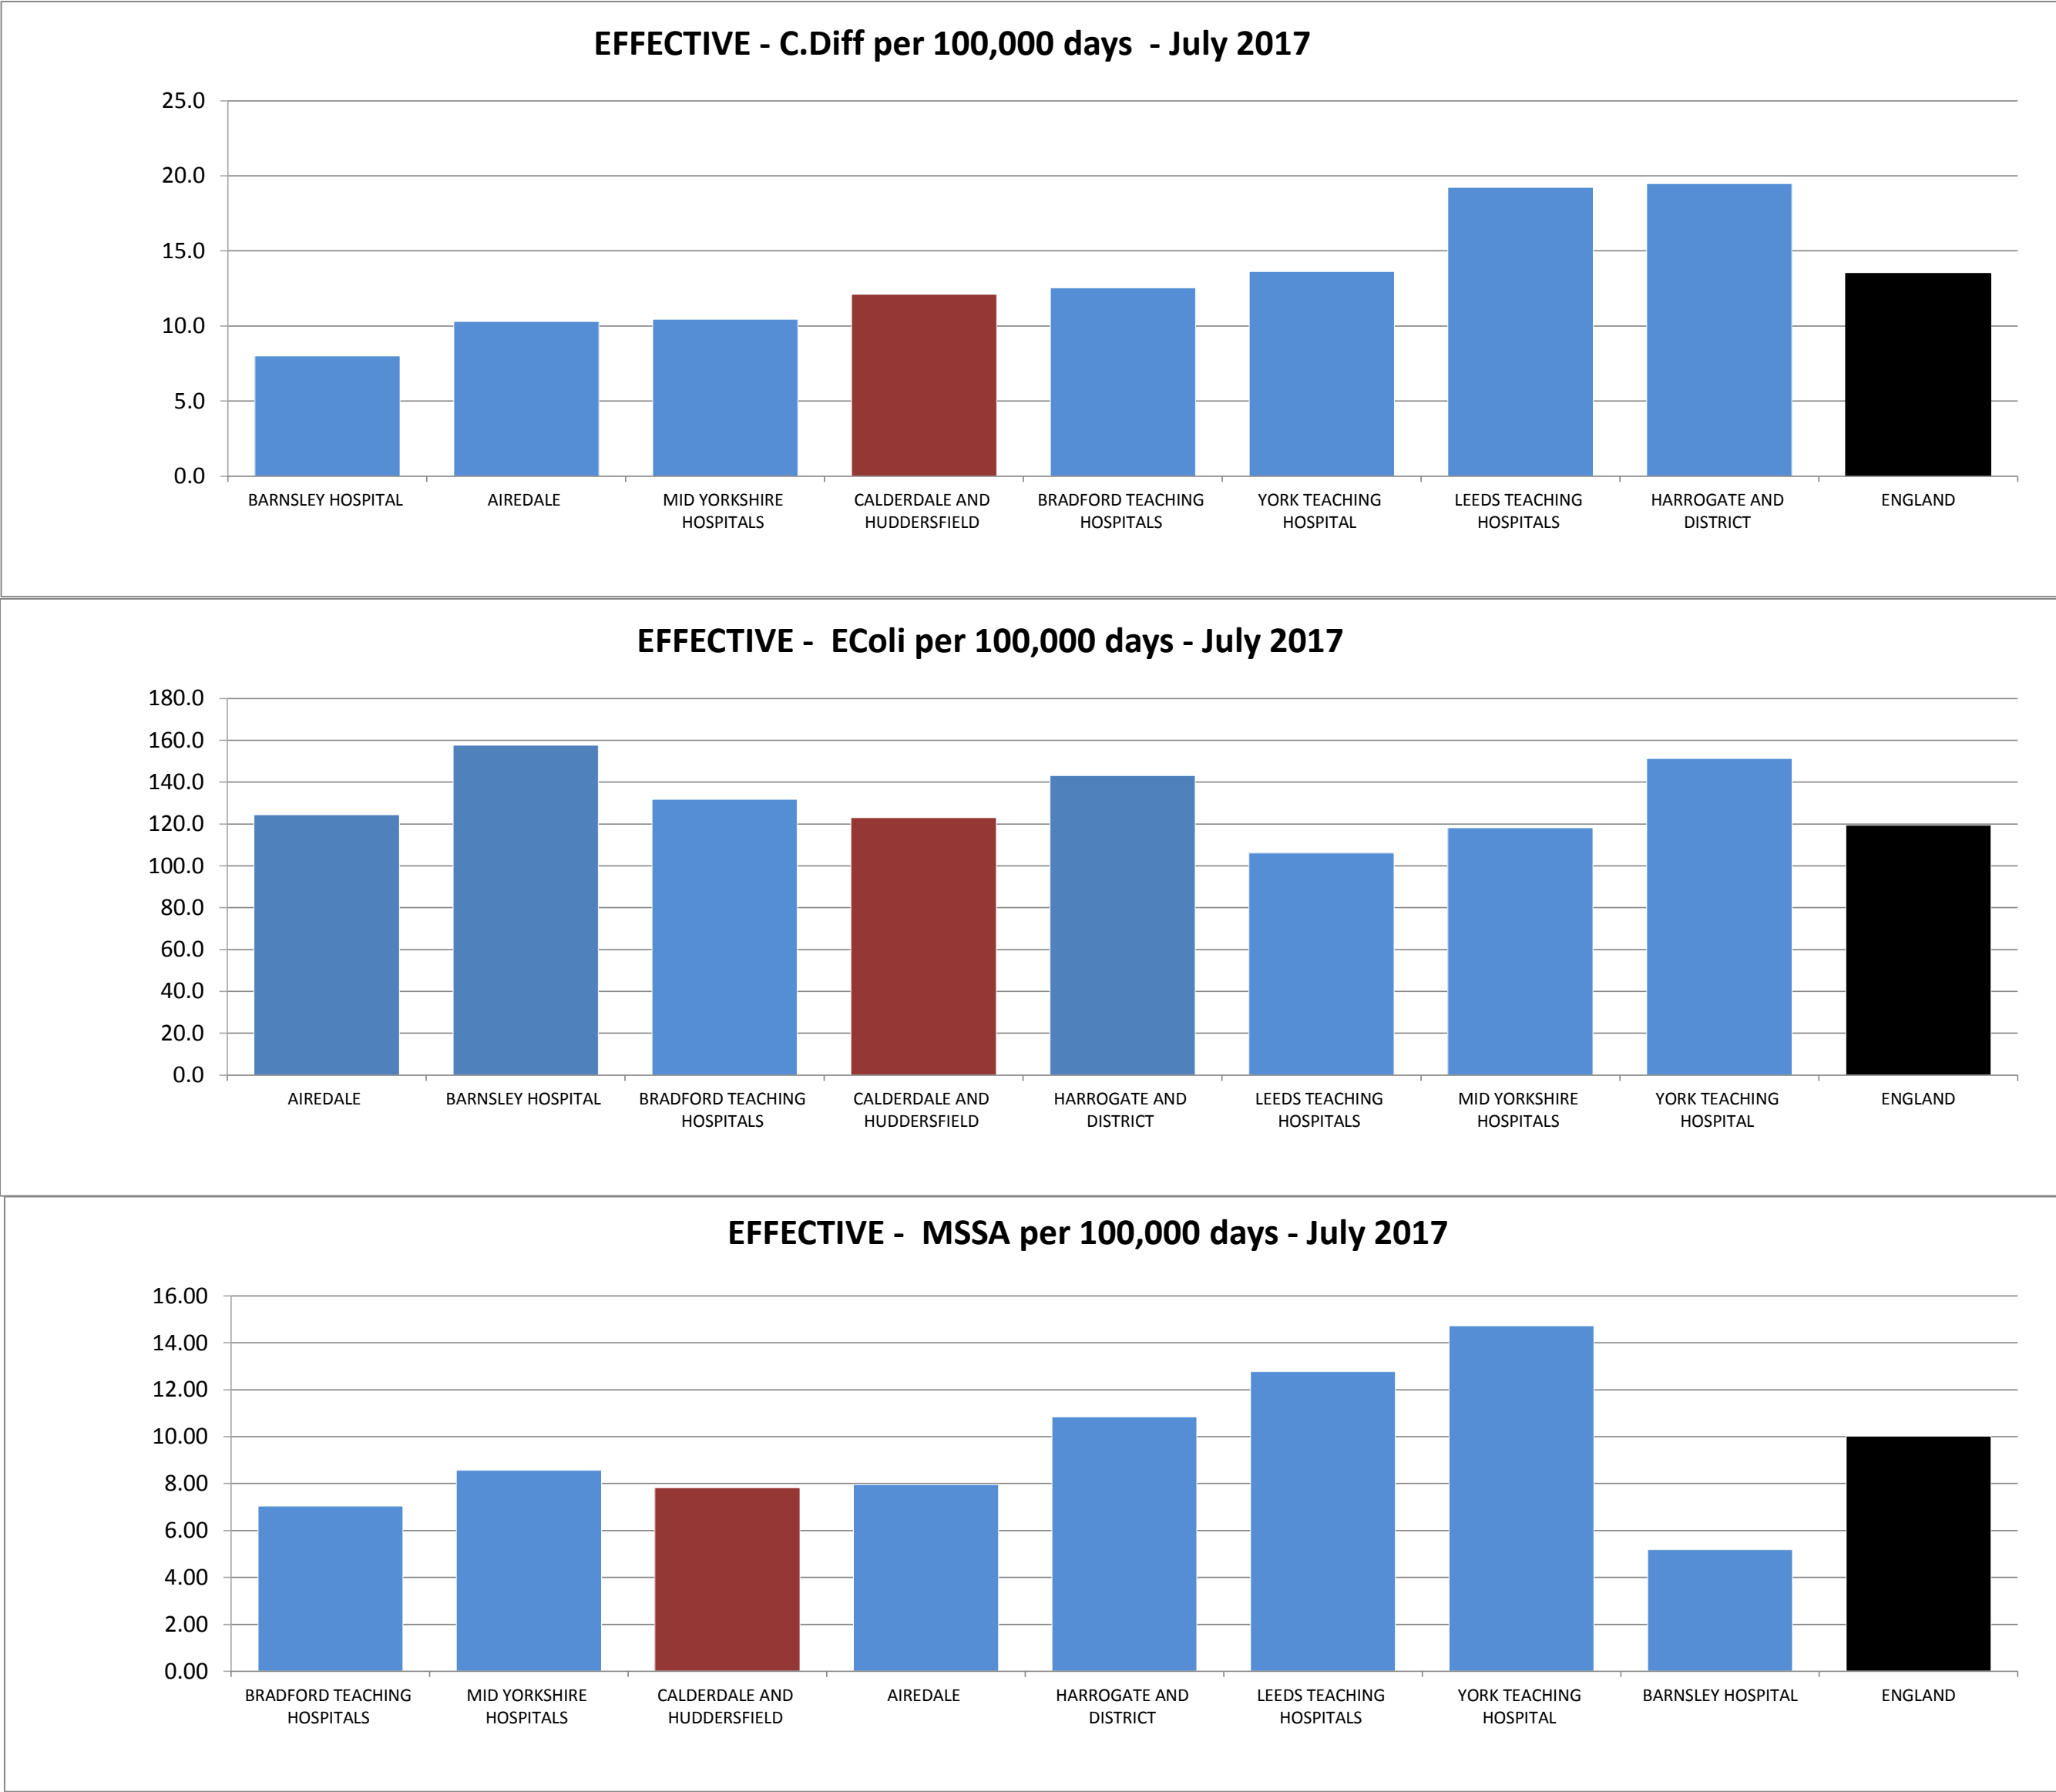 EFFECTIVE - C.Diff per 100,000 days - July 2017
25.0
20.0
15.0
10.0
5.0
0.0
BARNSLEY HOSPITAL
AIREDALE
MID YORKSHIRE
HOSPITALS
CALDERDALE AND
HUDDERSFIELD
BRADFORD TEACHING
HOSPITALS
YORK TEACHING
HOSPITAL
LEEDS TEACHING
HOSPITALS
HARROGATE AND
DISTRICT
ENGLAND
EFFECTIVE - EColi per 100,000 days - July 2017
180.0
160.0
140.0
120.0
100.0
80.0
60.0
40.0
20.0
0.0
AIREDALE
BARNSLEY HOSPITAL
BRADFORD TEACHING
HOSPITALS
CALDERDALE AND
HUDDERSFIELD
HARROGATE AND
DISTRICT
LEEDS TEACHING
HOSPITALS
MID YORKSHIRE
HOSPITALS
YORK TEACHING
HOSPITAL
ENGLAND
EFFECTIVE - MSSA per 100,000 days - July 2017
16.00
14.00
12.00
10.00
8.00
6.00
4.00
2.00
0.00
BRADFORD TEACHING
HOSPITALS
MID YORKSHIRE
HOSPITALS
CALDERDALE AND
HUDDERSFIELD
AIREDALE
HARROGATE AND
DISTRICT
LEEDS TEACHING
HOSPITALS
YORK TEACHING
HOSPITAL
BARNSLEY HOSPITAL
ENGLAND